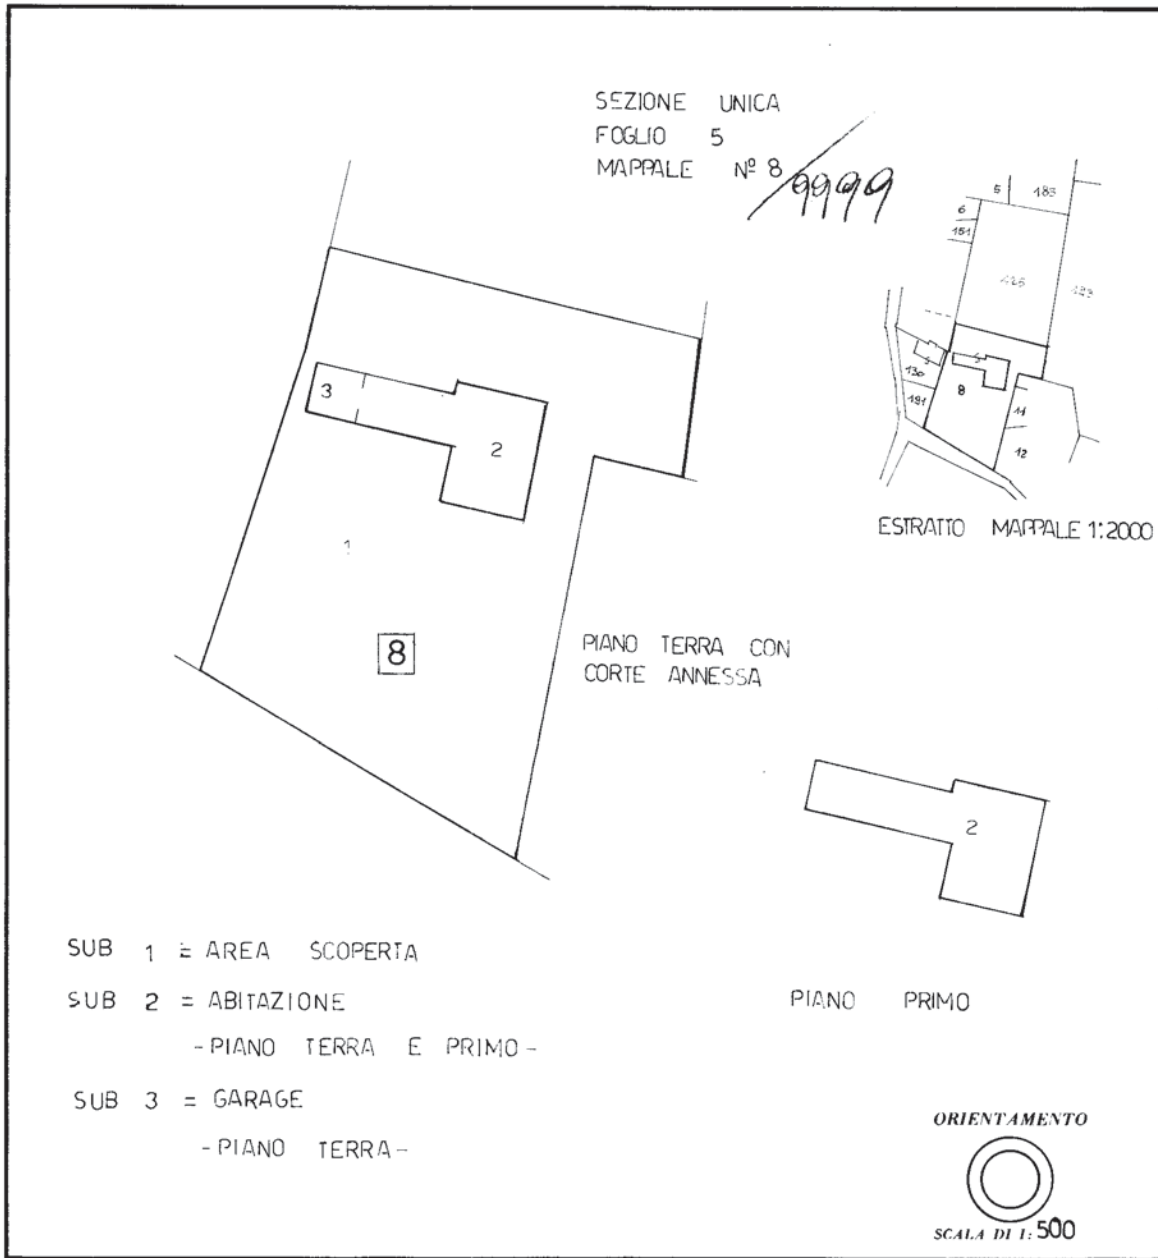 SEZIONE UNICA
FOGLIO 5
MAPPALE Nº 8 / 9999
5 183
6
151
426 123
S S
130 8
191 11
12
ESTRATTO MAPPALE 1:2000
3
2
1
8
PIANO TERRA CON
CORTE ANNESSA
2
PIANO PRIMO
SUB 1 = AREA SCOPERTA
SUB 2 = ABITAZIONE
- PIANO TERRA E PRIMO -
SUB 3 = GARAGE
- PIANO TERRA -
ORIENTAMENTO
SCALA DI 1: 500